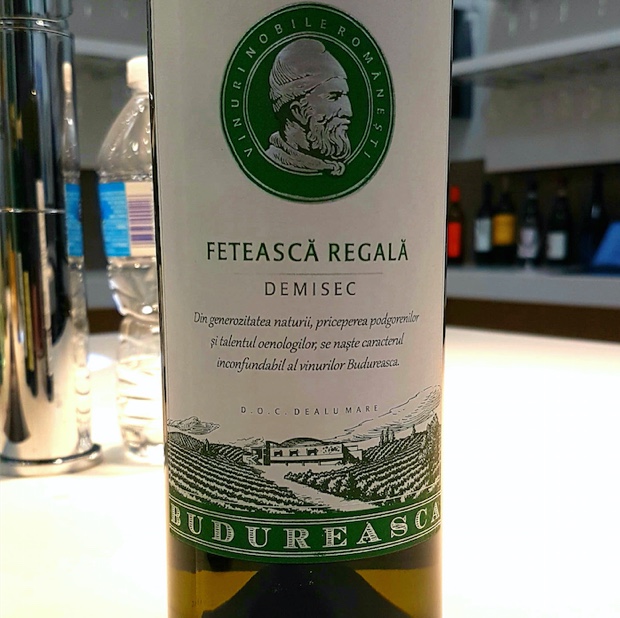 VINURI NOBILE ROMÂNEȘTI
FETEASCĂ REGALĂ
DEMISEC
Din generozitatea naturii, priceperea podgorenilor
și talentul oenologilor, se naște caracterul
inconfundabil al vinurilor Budureasca.
D.O.C. DEALU MARE
BUDUREASCA